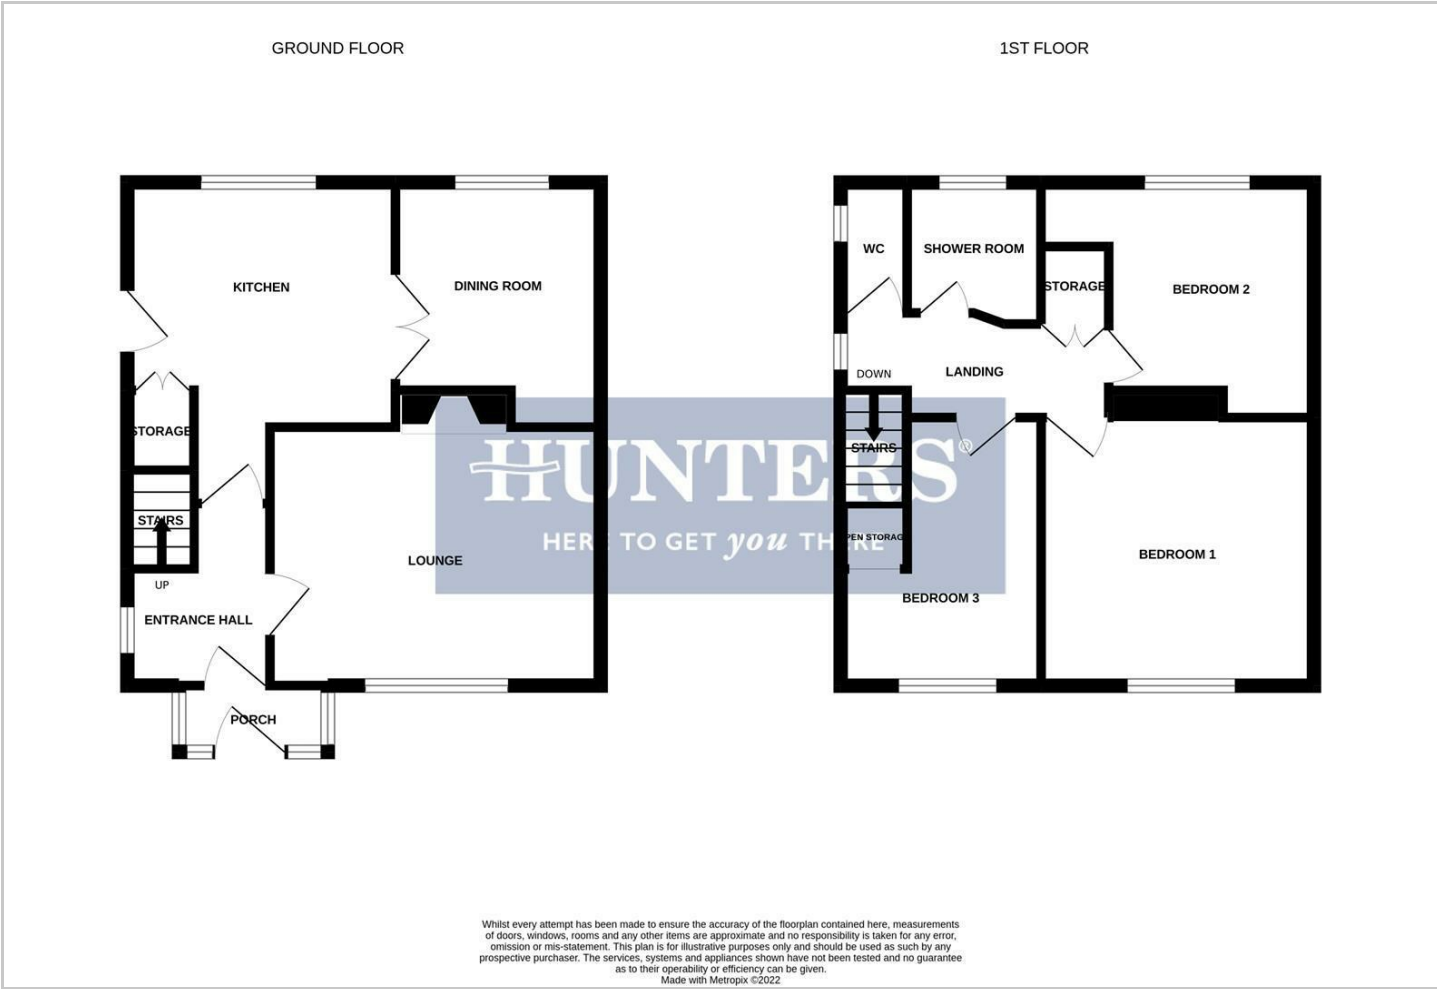 GROUND FLOOR
1ST FLOOR
KITCHEN
DINING ROOM
STORAGE
STAIRS
UP
LOUNGE
ENTRANCE HALL
PORCH
WC
SHOWER ROOM
STORAGE
BEDROOM 2
LANDING
DOWN
STAIRS
PEN STORAG
BEDROOM 3
BEDROOM 1
HUNTERS®
HERE TO GET you THERE
Whilst every attempt has been made to ensure the accuracy of the floorplan contained here, measurements
of doors, windows, rooms and any other items are approximate and no responsibility is taken for any error,
omission or mis-statement. This plan is for illustrative purposes only and should be used as such by any
prospective purchaser. The services, systems and appliances shown have not been tested and no guarantee
as to their operability or efficiency can be given.
Made with Metropix ©2022